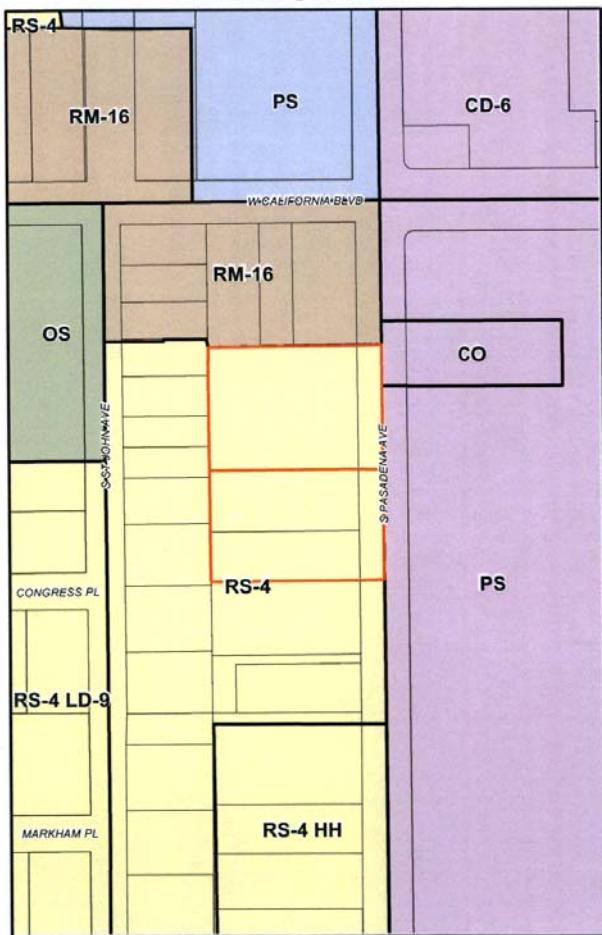 RS-4
PS
CD-6
RM-16
W CALIFORNIA BLVD
RM-16
OS
CO
S ST JOHN AVE
S PASADENA AVE
CONGRESS PL
RS-4
PS
RS-4 LD-9
MARKHAM PL
RS-4 HH